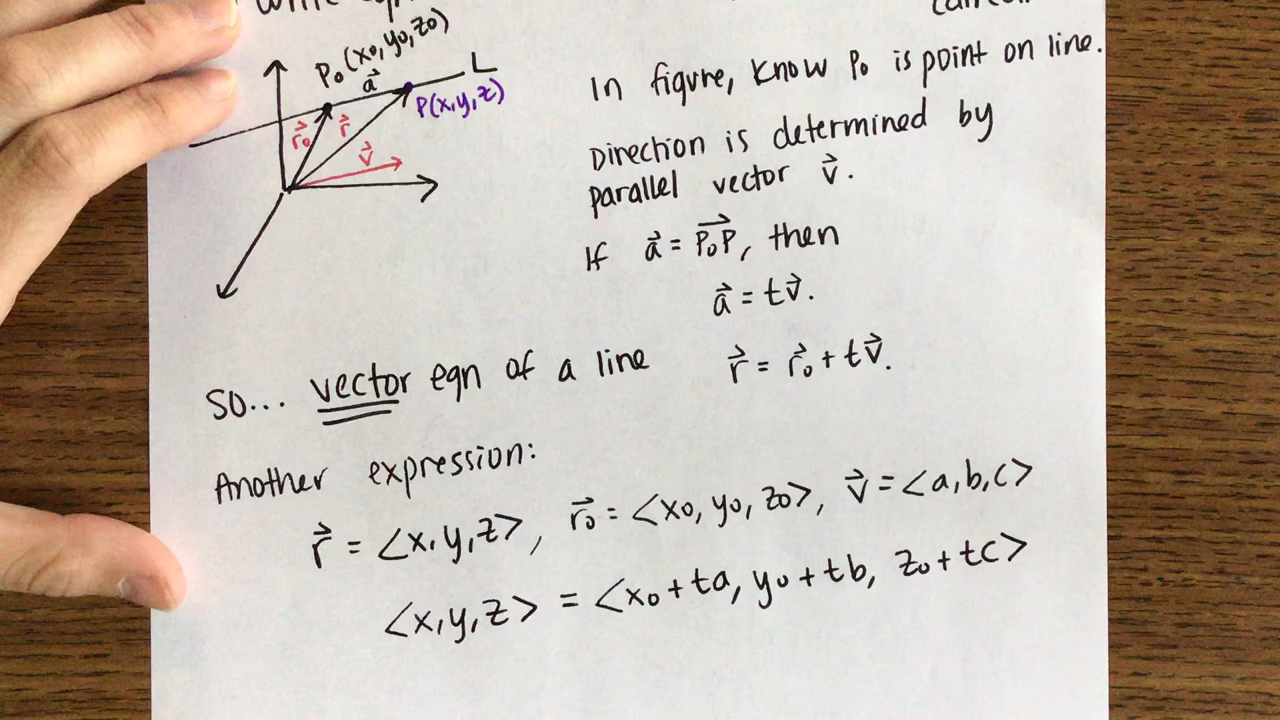 write
P₀(x₀, y₀, z₀)
L
a⃗
P(x, y, z)
r⃗₀
r⃗
v⃗
In figure, know P₀ is point on line.
Direction is determined by
parallel vector v⃗.
If a⃗ = P₀P⃗, then
a⃗ = tv⃗.
So... vector eqn of a line r⃗ = r⃗₀ + tv⃗.
Another expression:
r⃗ = <x, y, z>, r⃗₀ = <x₀, y₀, z₀>, v⃗ = <a, b, c>
<x, y, z> = <x₀ + ta, y₀ + tb, z₀ + tc>